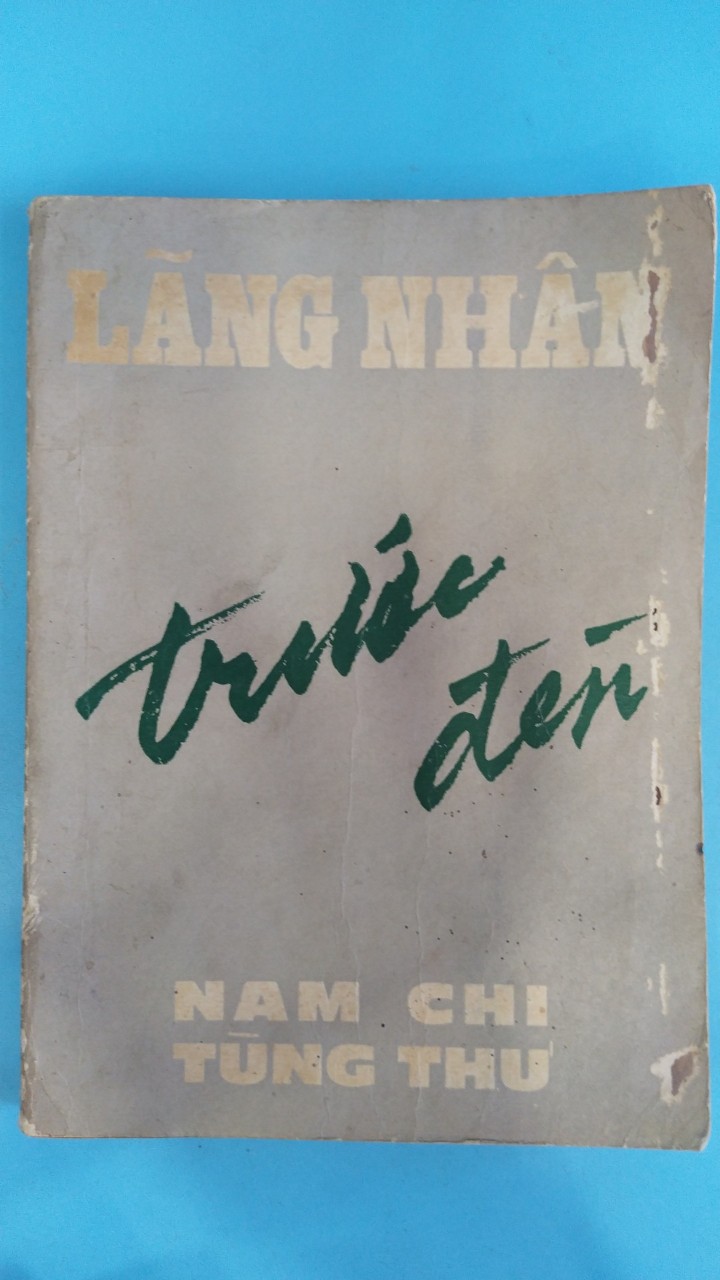 LÃNG NHÂN
trước
đèn
NAM CHI
TÙNG THƯ